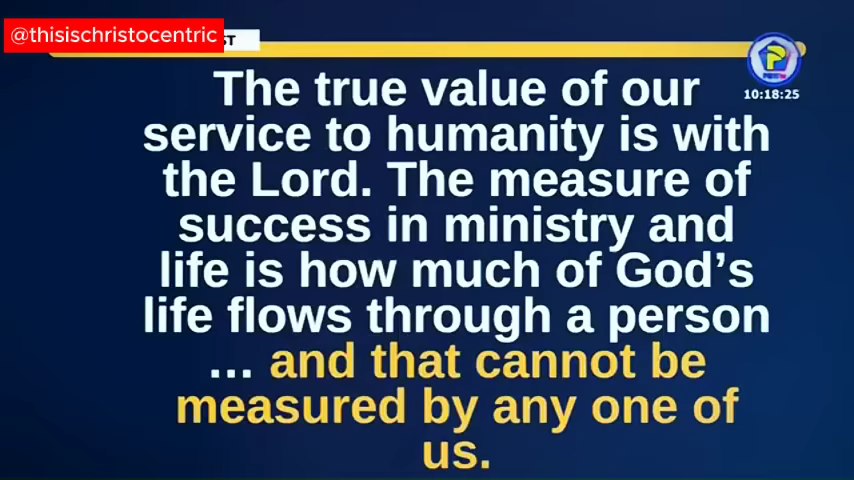 @thisischristocentric
ST
10:18:25
The true value of our
service to humanity is with
the Lord. The measure of
success in ministry and
life is how much of God’s
life flows through a person
... and that cannot be
measured by any one of
us.